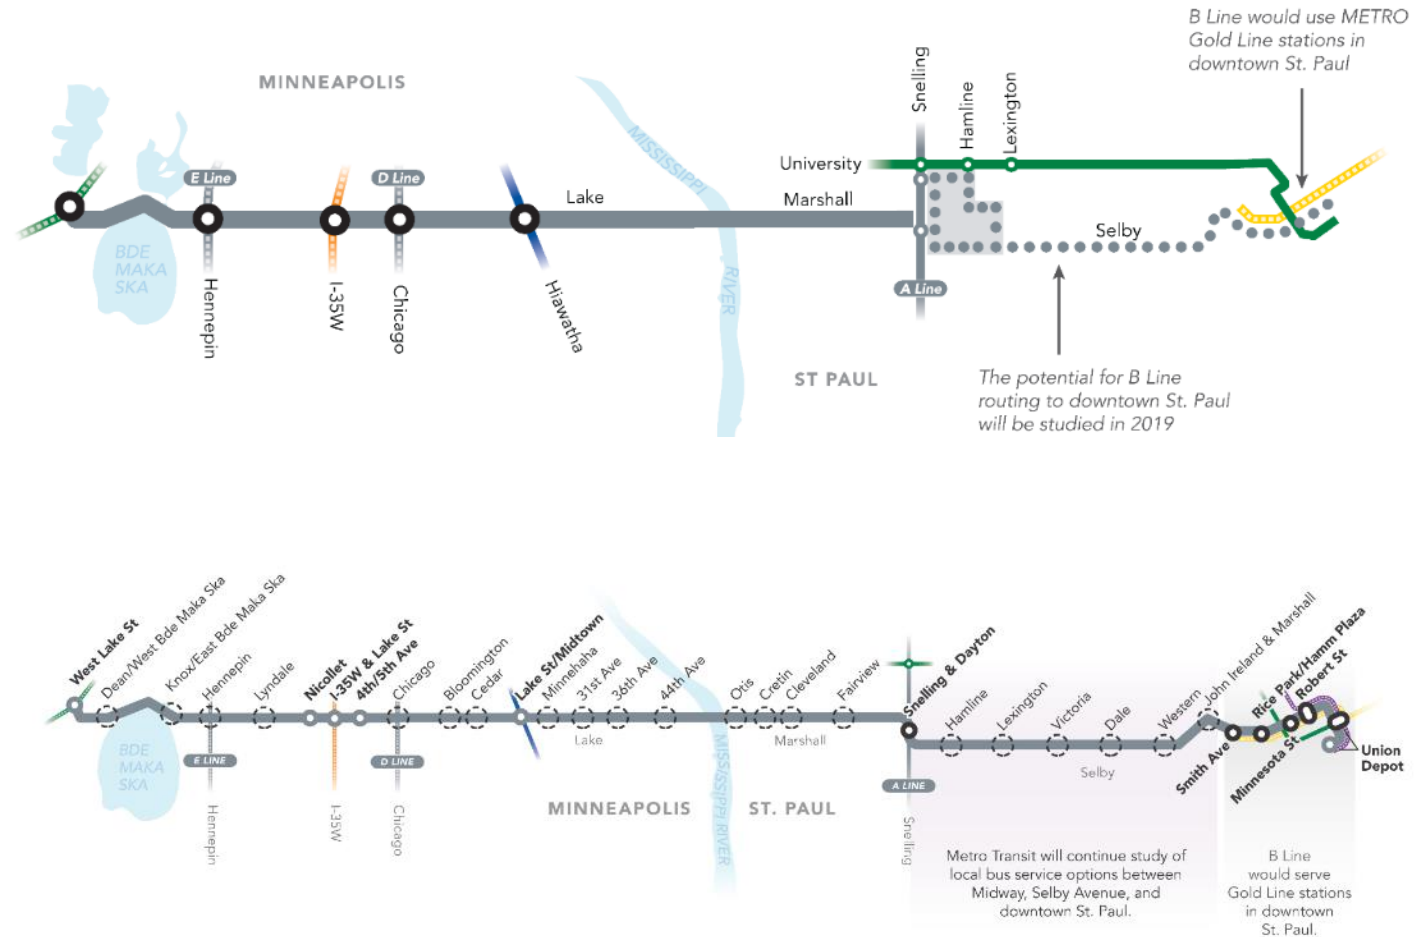 B Line would use METRO
Gold Line stations in
downtown St. Paul
MINNEAPOLIS
Snelling
Hamline
Lexington
MISSISSIPPI
University
E Line
D Line
Lake
Marshall
Selby
BDE
MAKA
SKA
RIVER
A Line
Hennepin
I-35W
Chicago
Hiawatha
ST PAUL
The potential for B Line
routing to downtown St. Paul
will be studied in 2019
West Lake St
Dean/West Bde Maka Ska
Knox/East Bde Maka Ska
Hennepin
Lyndale
Nicollet
I-35W & Lake St
4th/5th Ave
Chicago
Bloomington
Cedar
Lake St/Midtown
Minnehaha
31st Ave
36th Ave
44th Ave
Otis
Cretin
Cleveland
Fairview
Snelling & Dayton
Hamline
Lexington
Victoria
Dale
Western
John Ireland & Marshall
Smith Ave
Rice Park/Hamm Plaza
Minnesota St
Robert St
Union
Depot
BDE
MAKA
SKA
Lake
Marshall
Selby
E LINE
D LINE
A LINE
Hennepin
I-35W
Chicago
MINNEAPOLIS
ST. PAUL
MISSISSIPPI RIVER
Snelling
Metro Transit will continue study of
local bus service options between
Midway, Selby Avenue, and
downtown St. Paul.
B Line
would serve
Gold Line stations
in downtown
St. Paul.